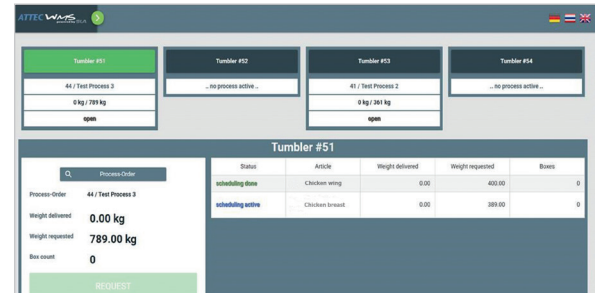 ATTEC WMS
Tumbler #51
Tumbler #52
Tumbler #53
Tumbler #54
44 / Test Process 3
.. no process active ..
41 / Test Process 2
.. no process active ..
0 kg / 789 kg
0 kg / 361 kg
open
open
Tumbler #51
Process-Order
Status Article Weight delivered Weight requested Boxes
scheduling done Chicken wing 0.00 400.00 0
scheduling active Chicken breast 0.00 389.00 0
Process-Order 44 / Test Process 3
Weight delivered 0.00 kg
Weight requested 789.00 kg
Box count 0
REQUEST